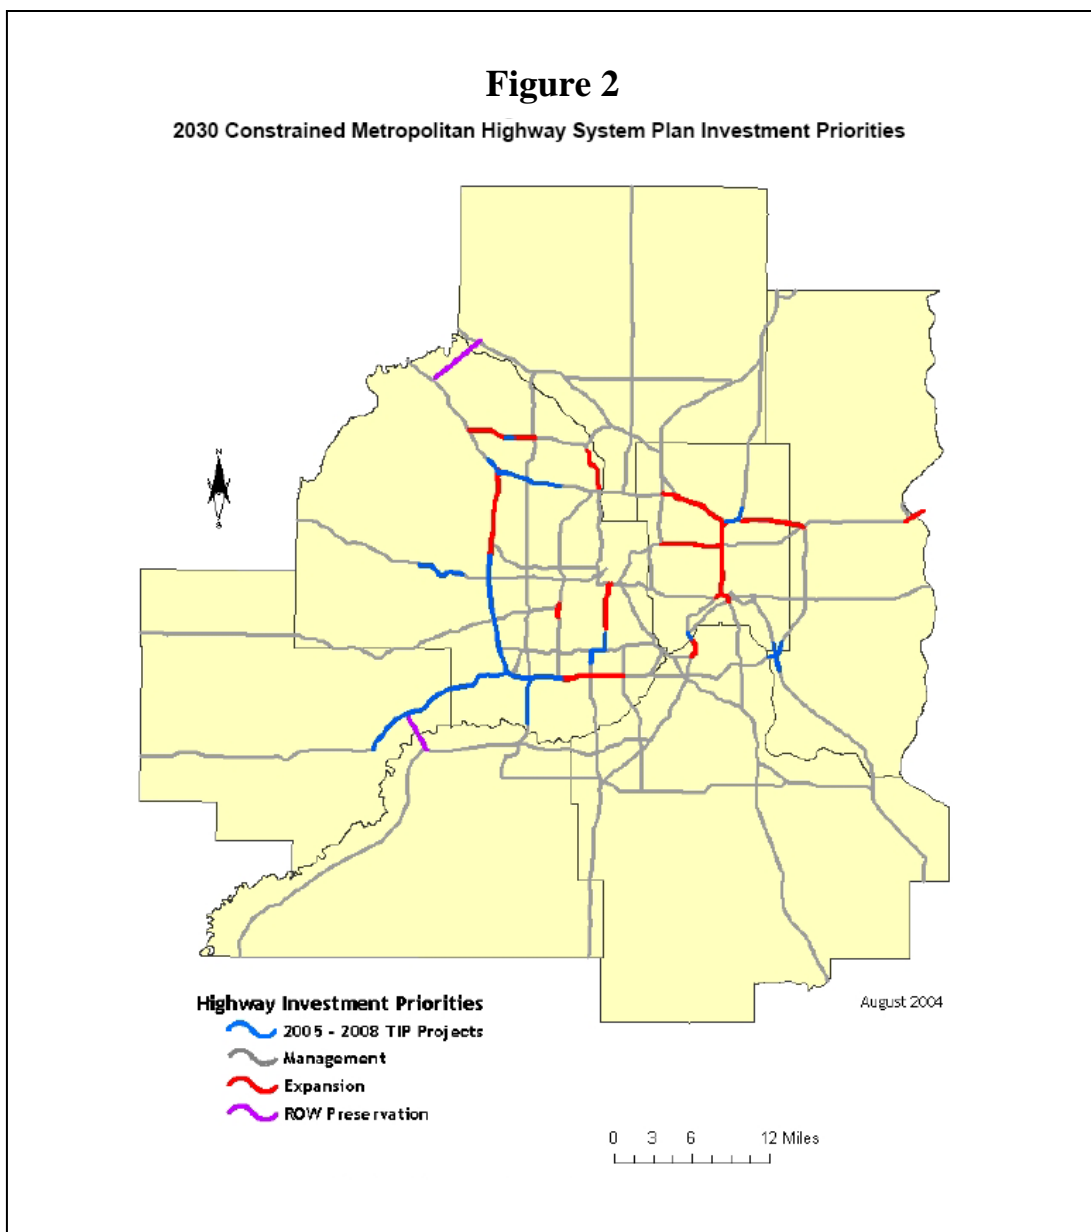 Figure 2
2030 Constrained Metropolitan Highway System Plan Investment Priorities
N
S
August 2004
Highway Investment Priorities
2005 - 2008 TIP Projects
Management
Expansion
ROW Preservation
0 3 6 12 Miles